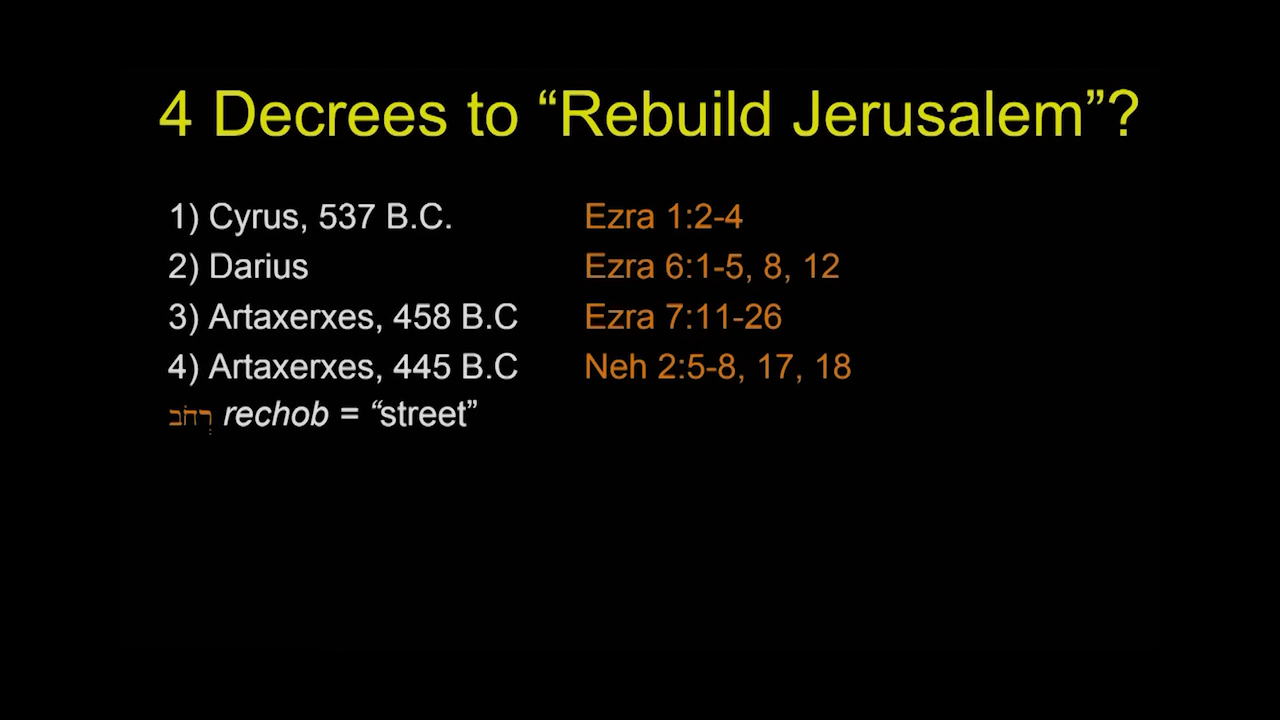 4 Decrees to “Rebuild Jerusalem”?
1) Cyrus, 537 B.C. Ezra 1:2-4
2) Darius Ezra 6:1-5, 8, 12
3) Artaxerxes, 458 B.C Ezra 7:11-26
4) Artaxerxes, 445 B.C Neh 2:5-8, 17, 18
רְחֹב rechob = “street”